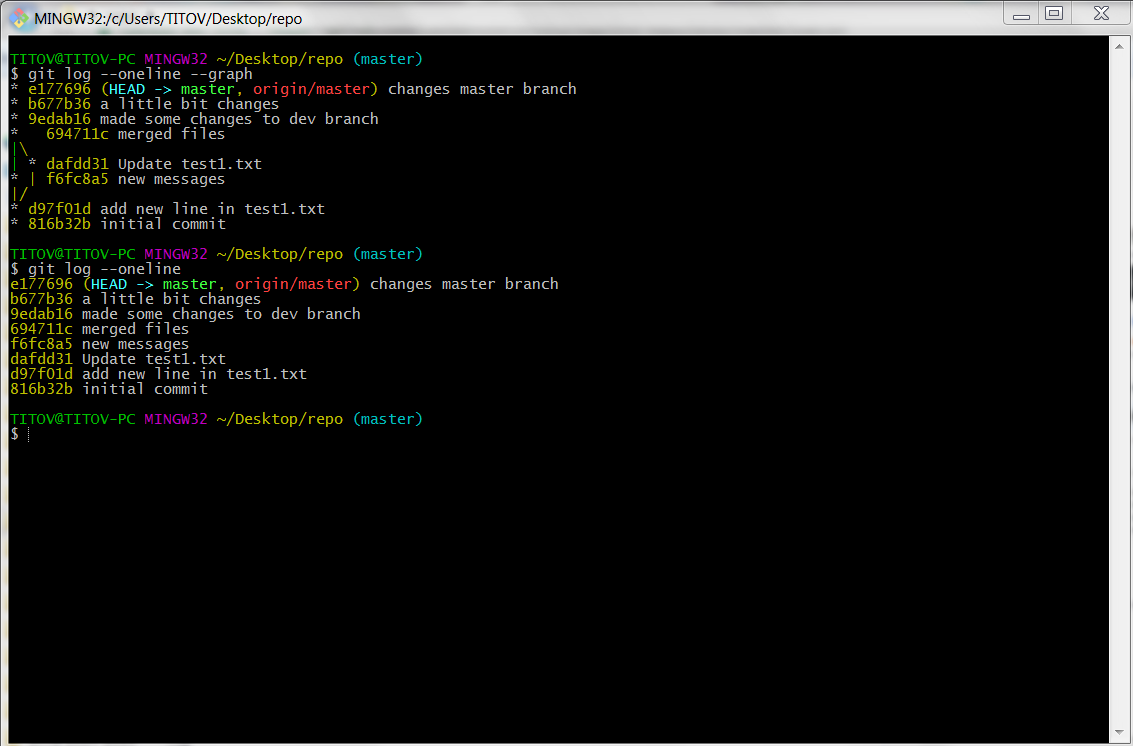 MINGW32:/c/Users/TITOV/Desktop/repo
TITOV@TITOV-PC MINGW32 ~/Desktop/repo (master)
$ git log --oneline --graph
* e177696 (HEAD -> master, origin/master) changes master branch
* b677b36 a little bit changes
* 9edab16 made some changes to dev branch
*   694711c merged files
|\
| * dafdd31 Update test1.txt
* | f6fc8a5 new messages
|/
* d97f01d add new line in test1.txt
* 816b32b initial commit
TITOV@TITOV-PC MINGW32 ~/Desktop/repo (master)
$ git log --oneline
e177696 (HEAD -> master, origin/master) changes master branch
b677b36 a little bit changes
9edab16 made some changes to dev branch
694711c merged files
f6fc8a5 new messages
dafdd31 Update test1.txt
d97f01d add new line in test1.txt
816b32b initial commit
TITOV@TITOV-PC MINGW32 ~/Desktop/repo (master)
$